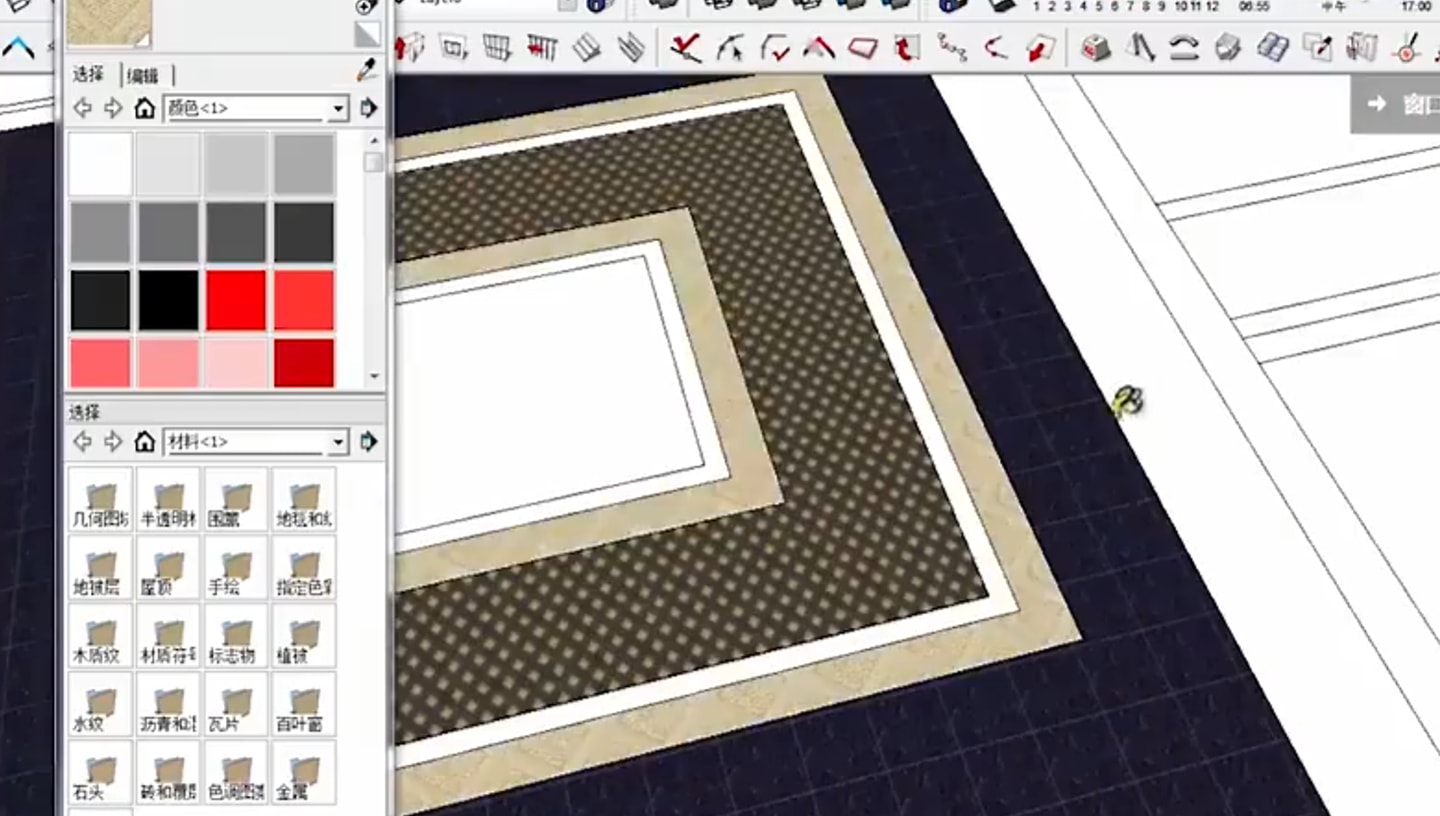 1 2 3 4 5 6 7 8 9 10 11 12 06:55 中午 17:00
选择 编辑
颜色<1>
选择
材料<1>
几何图块 半透明材 围篱 地毯和纺
地被层 屋顶 手绘 指定色彩
木质纹 材质符号 标志物 植被
水纹 沥青和混 瓦片 百叶窗
石头 砖和覆层 色调图案 金属